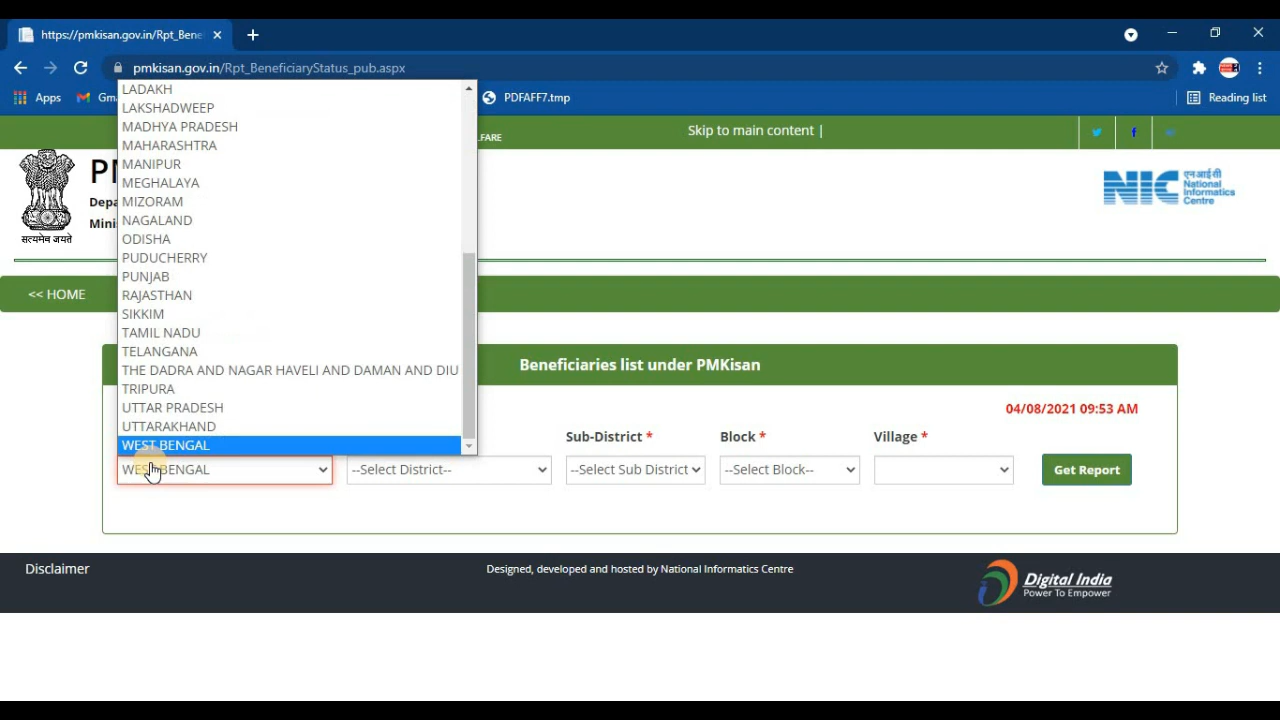 https://pmkisan.gov.in/Rpt_Bene
pmkisan.gov.in/Rpt_BeneficiaryStatus_pub.aspx
Apps
PDFAFF7.tmp
Reading list
Skip to main content |
सत्यमेव जयते
NIC
एन आई सी
National
Informatics
Centre
<< HOME
LADAKH
LAKSHADWEEP
MADHYA PRADESH
MAHARASHTRA
MANIPUR
MEGHALAYA
MIZORAM
NAGALAND
ODISHA
PUDUCHERRY
PUNJAB
RAJASTHAN
SIKKIM
TAMIL NADU
TELANGANA
THE DADRA AND NAGAR HAVELI AND DAMAN AND DIU
TRIPURA
UTTAR PRADESH
UTTARAKHAND
WEST BENGAL
Beneficiaries list under PMKisan
04/08/2021 09:53 AM
Sub-District * Block * Village *
WEST BENGAL --Select District-- --Select Sub District --Select Block-- Get Report
Disclaimer
Designed, developed and hosted by National Informatics Centre
Digital India
Power To Empower